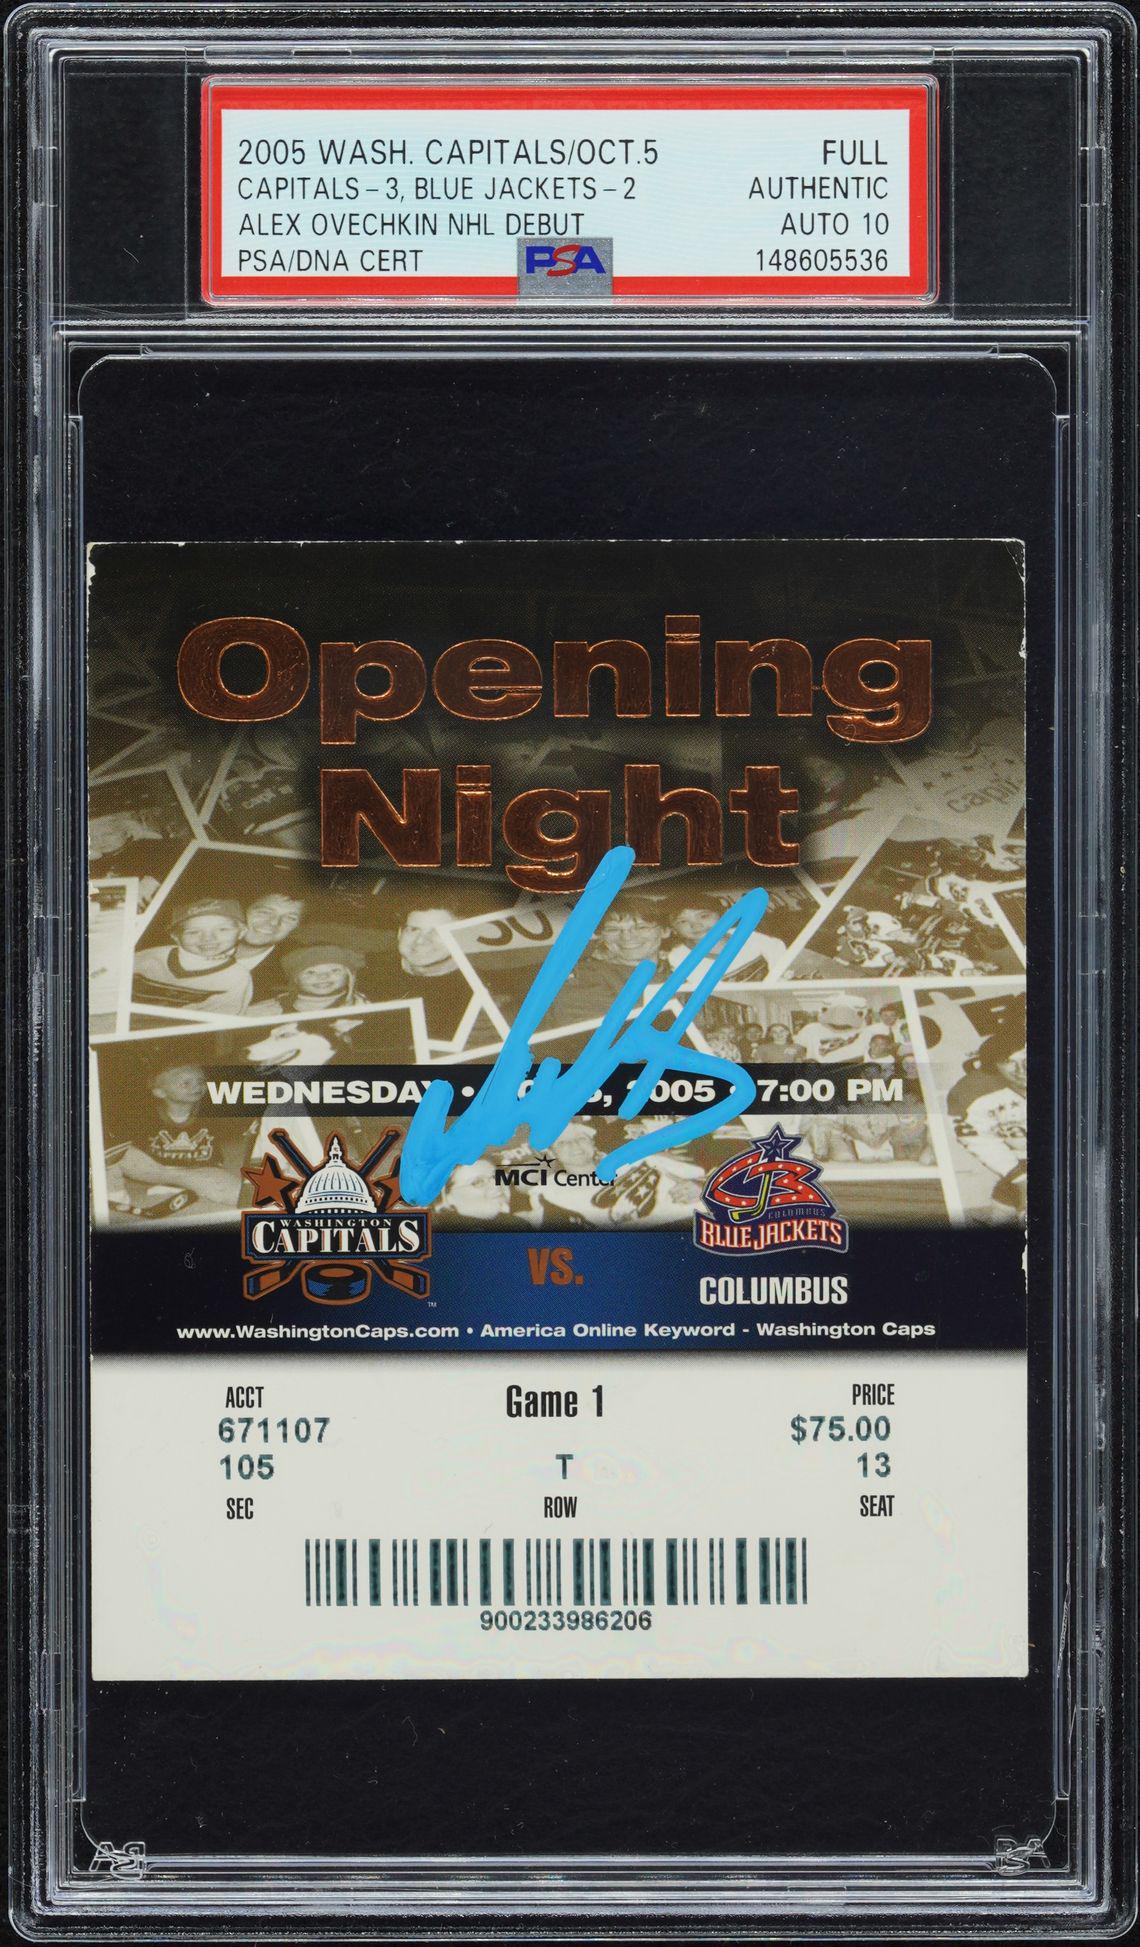 2005 WASH. CAPITALS/OCT.5 FULL
CAPITALS-3, BLUE JACKETS-2 AUTHENTIC
ALEX OVECHKIN NHL DEBUT AUTO 10
PSA/DNA CERT PSA 148605536
Opening
Night
WEDNESDAY • 2005 • 7:00 PM
MCI Center
WASHINGTON
CAPITALS
TM
VS.
COLUMBUS
BLUE JACKETS
COLUMBUS
www.WashingtonCaps.com • America Online Keyword - Washington Caps
ACCT Game 1 PRICE
671107 $75.00
105 T 13
SEC ROW SEAT
900233986206
PSA PSA